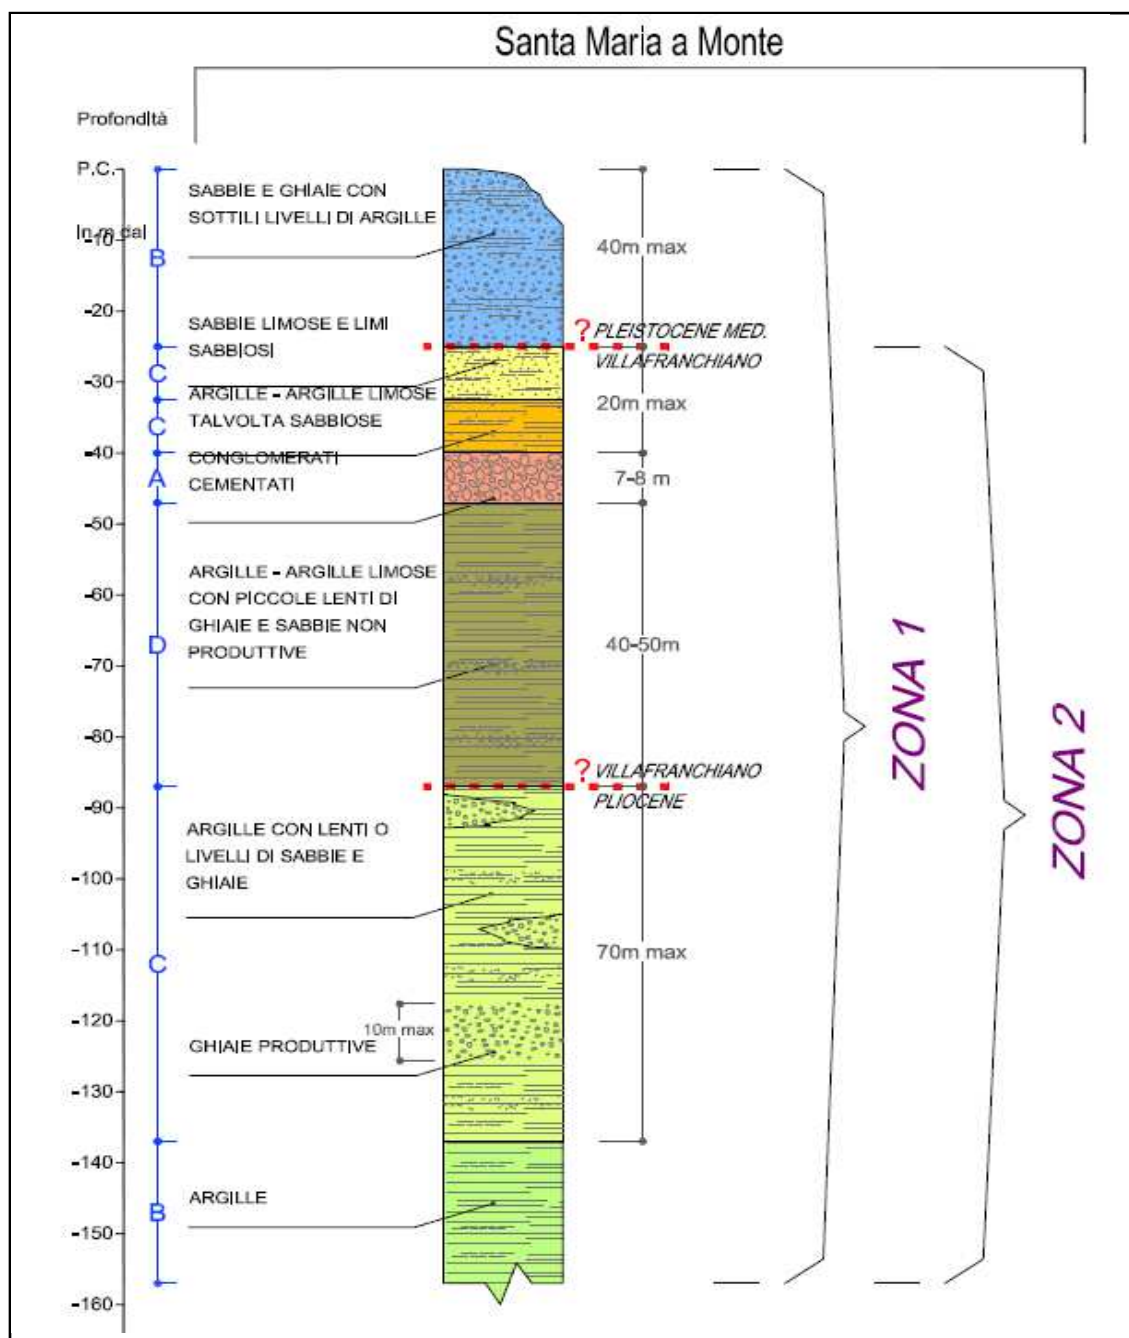 Santa Maria a Monte
Profondità
P.C.
In m dal
-10
-20
-30
-40
-50
-60
-70
-80
-90
-100
-110
-120
-130
-140
-150
-160
B
C
C
A
D
C
B
SABBIE E GHIAIE CON
SOTTILI LIVELLI DI ARGILLE
SABBIE LIMOSE E LIMI
SABBIOSI
ARGILLE - ARGILLE LIMOSE
TALVOLTA SABBIOSE
CONGLOMERATI
CEMENTATI
ARGILLE - ARGILLE LIMOSE
CON PICCOLE LENTI DI
GHIAIE E SABBIE NON
PRODUTTIVE
ARGILLE CON LENTI O
LIVELLI DI SABBIE E
GHIAIE
10m max
GHIAIE PRODUTTIVE
ARGILLE
40m max
? PLEISTOCENE MED.
VILLAFRANCHIANO
20m max
7-8 m
40-50m
? VILLAFRANCHIANO
PLIOCENE
70m max
ZONA 1
ZONA 2